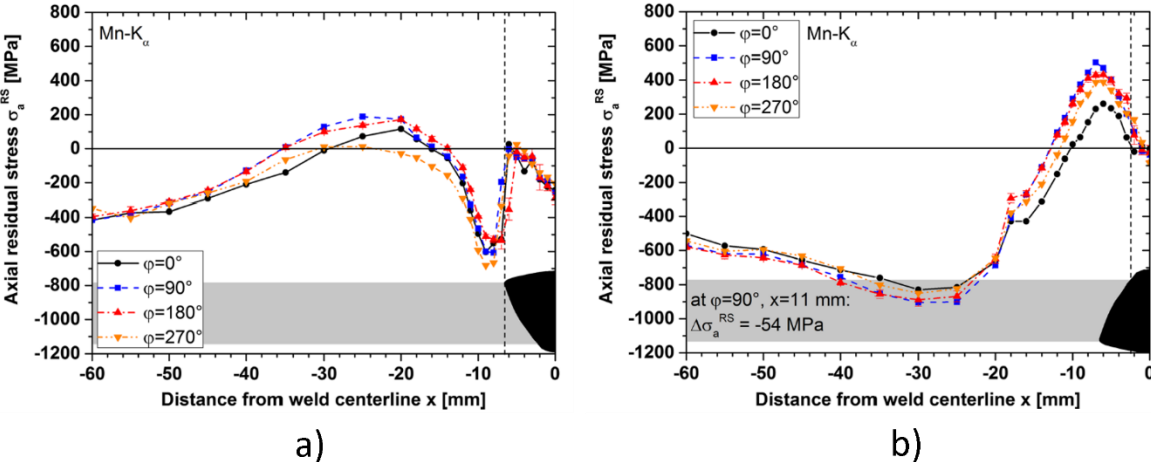 800
600
400
200
0
-200
-400
-600
-800
-1000
-1200
Axial residual stress σₐᴿˢ [MPa]
Mn-Kα
φ=0°
φ=90°
φ=180°
φ=270°
-60 -50 -40 -30 -20 -10 0
Distance from weld centerline x [mm]
a)
800
600
400
200
0
-200
-400
-600
-800
-1000
-1200
Axial residual stress σₐᴿˢ [MPa]
φ=0°
φ=90°
φ=180°
φ=270°
Mn-Kα
at φ=90°, x=11 mm:
Δσₐᴿˢ = -54 MPa
-60 -50 -40 -30 -20 -10 0
Distance from weld centerline x [mm]
b)